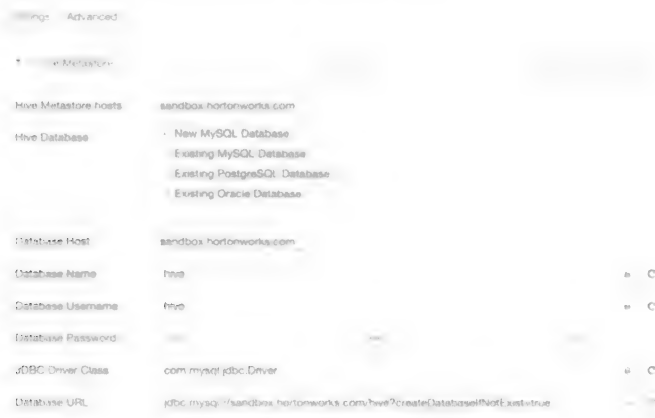 Advanced
Metastore
Hive Metastore hosts sandbox.hortonworks.com
Hive Database New MySQL Database
Existing MySQL Database
Existing PostgreSQL Database
Existing Oracle Database
Database Host sandbox.hortonworks.com
Database Name hive
Database Username hive
Database Password
JDBC Driver Class com.mysql.jdbc.Driver
Database URL jdbc:mysql://sandbox.hortonworks.com/hive?createDatabaseIfNotExist=true